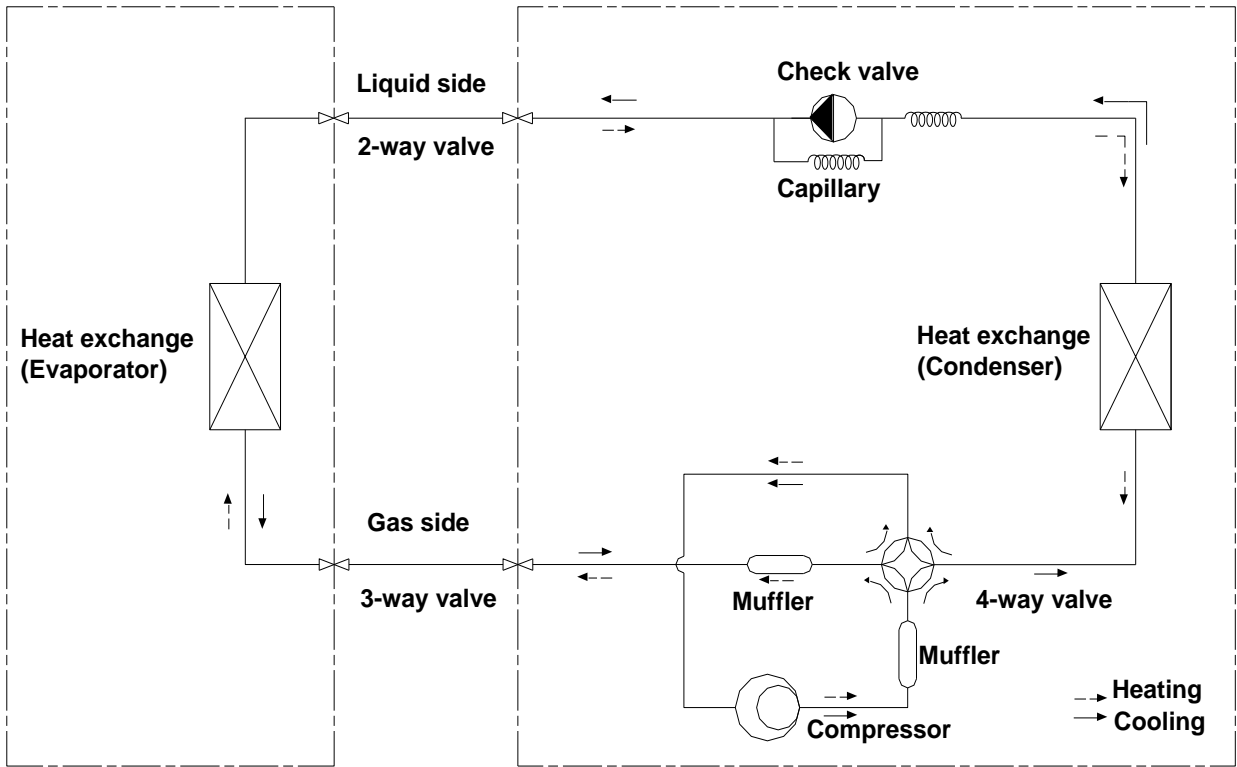 Liquid side
2-way valve
Check valve
Capillary
Heat exchange
(Evaporator)
Heat exchange
(Condenser)
Gas side
3-way valve
Muffler
4-way valve
Muffler
Compressor
Heating
Cooling